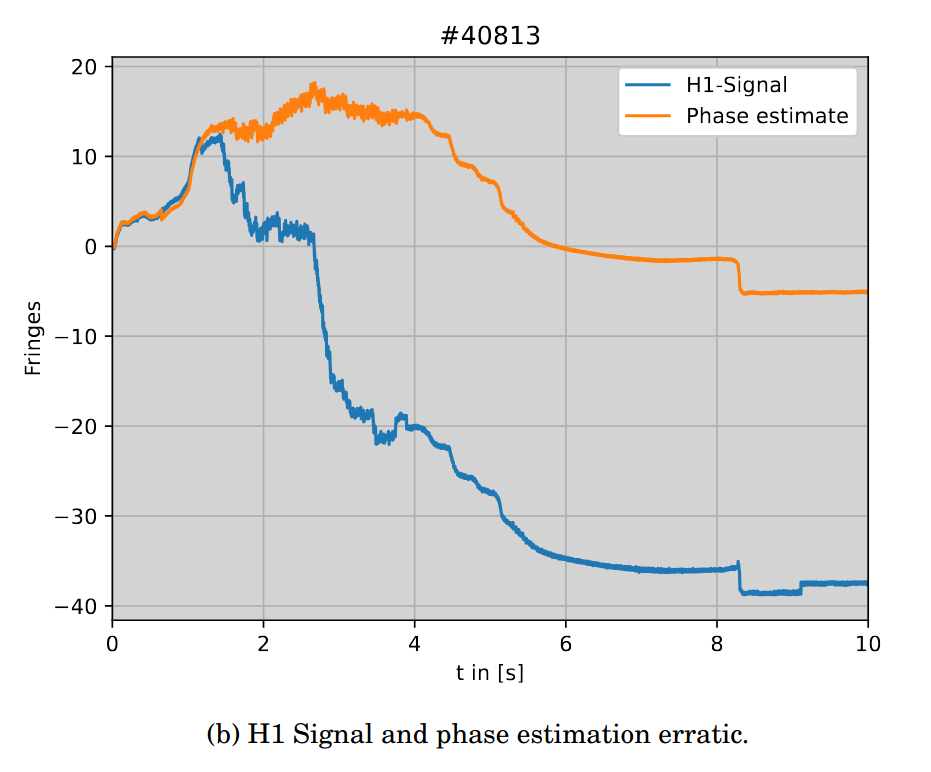 #40813
20
10
0
−10
−20
−30
−40
Fringes
H1-Signal
Phase estimate
0 2 4 6 8 10
t in [s]
(b) H1 Signal and phase estimation erratic.